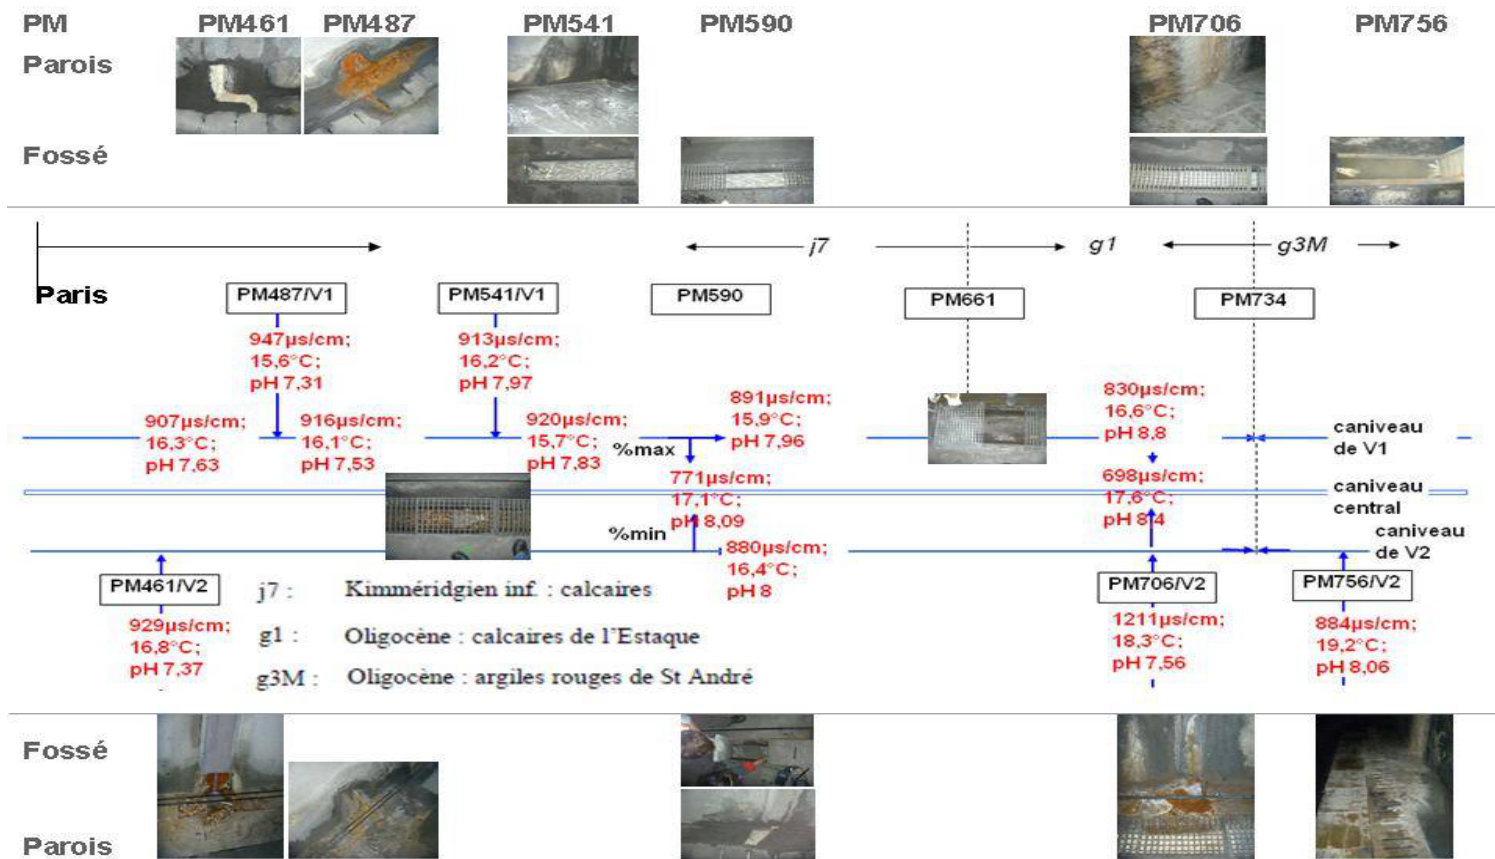 PM PM461 PM487 PM541 PM590 PM706 PM756
Parois
Fossé
j7 g1 g3M
Paris
PM487/V1 PM541/V1 PM590 PM661 PM734
947µs/cm;
15,6°C;
pH 7,31
913µs/cm;
16,2°C;
pH 7,97
907µs/cm;
16,3°C;
pH 7,63
916µs/cm;
16,1°C;
pH 7,53
920µs/cm;
15,7°C;
pH 7,83
%max
891µs/cm;
15,9°C;
pH 7,96
830µs/cm;
16,6°C;
pH 8,8
caniveau
de V1
771µs/cm;
17,1°C;
pH 8,09
698µs/cm;
17,6°C;
pH 8,4
caniveau
central
%min
880µs/cm;
16,4°C;
pH 8
caniveau
de V2
PM461/V2
929µs/cm;
16,8°C;
pH 7,37
j7 : Kimméridgien inf. : calcaires
g1 : Oligocène : calcaires de l'Estaque
g3M : Oligocène : argiles rouges de St André
PM706/V2
1211µs/cm;
18,3°C;
pH 7,56
PM756/V2
884µs/cm;
19,2°C;
pH 8,06
Fossé
Parois